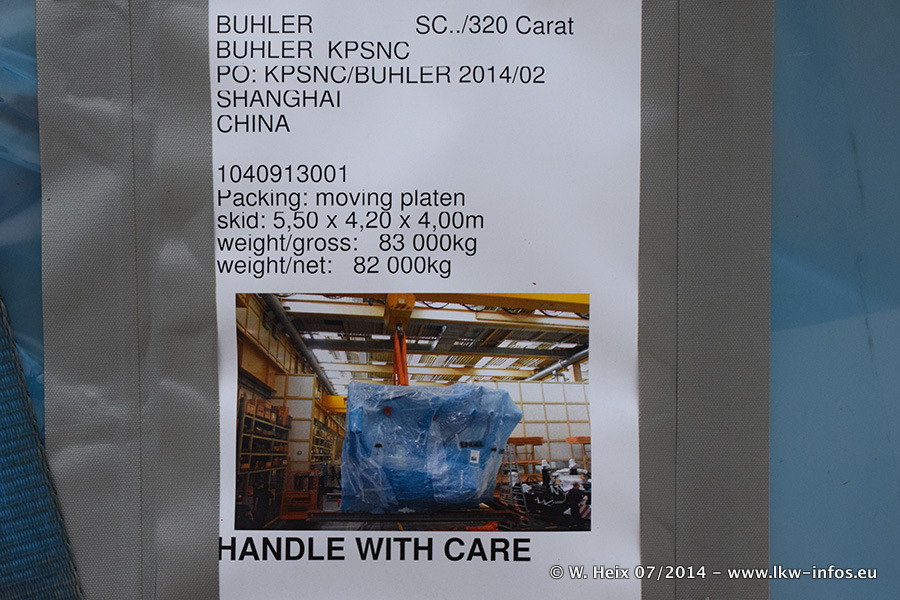 BUHLER SC../320 Carat
BUHLER KPSNC
PO: KPSNC/BUHLER 2014/02
SHANGHAI
CHINA
1040913001
Packing: moving platen
skid: 5,50 x 4,20 x 4,00m
weight/gross: 83 000kg
weight/net: 82 000kg
HANDLE WITH CARE
© W. Heix 07/2014 - www.lkw-infos.eu